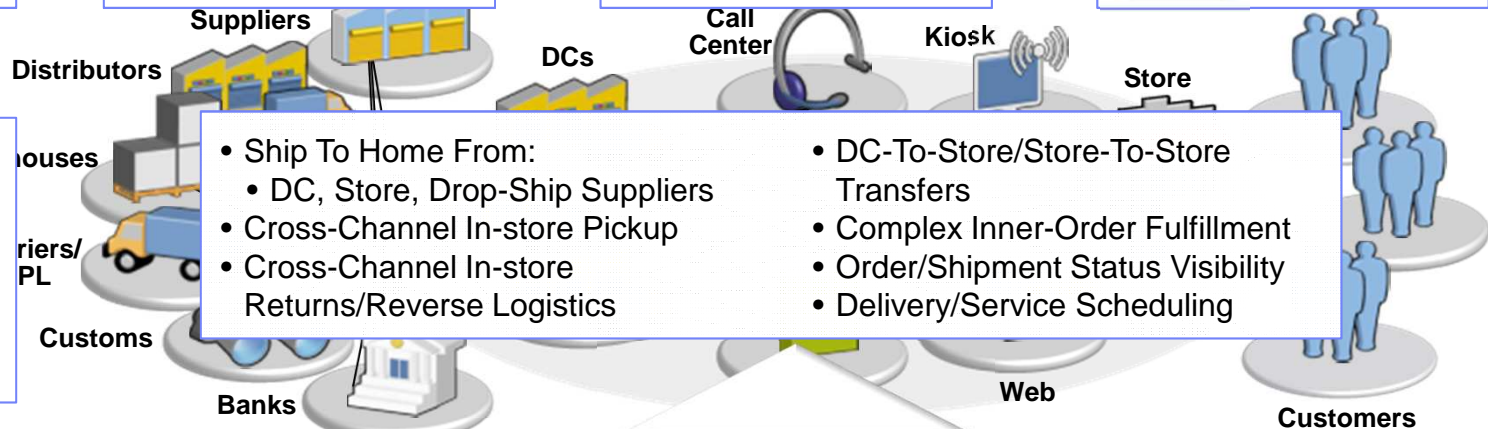 Suppliers
Call
Center
Kiosk
DCs
Distributors
Store
• Ship To Home From:
• DC, Store, Drop-Ship Suppliers
• Cross-Channel In-store Pickup
• Cross-Channel In-store
Returns/Reverse Logistics
• DC-To-Store/Store-To-Store
Transfers
• Complex Inner-Order Fulfillment
• Order/Shipment Status Visibility
• Delivery/Service Scheduling
ouses
riers/
PL
Customs
Banks
Web
Customers